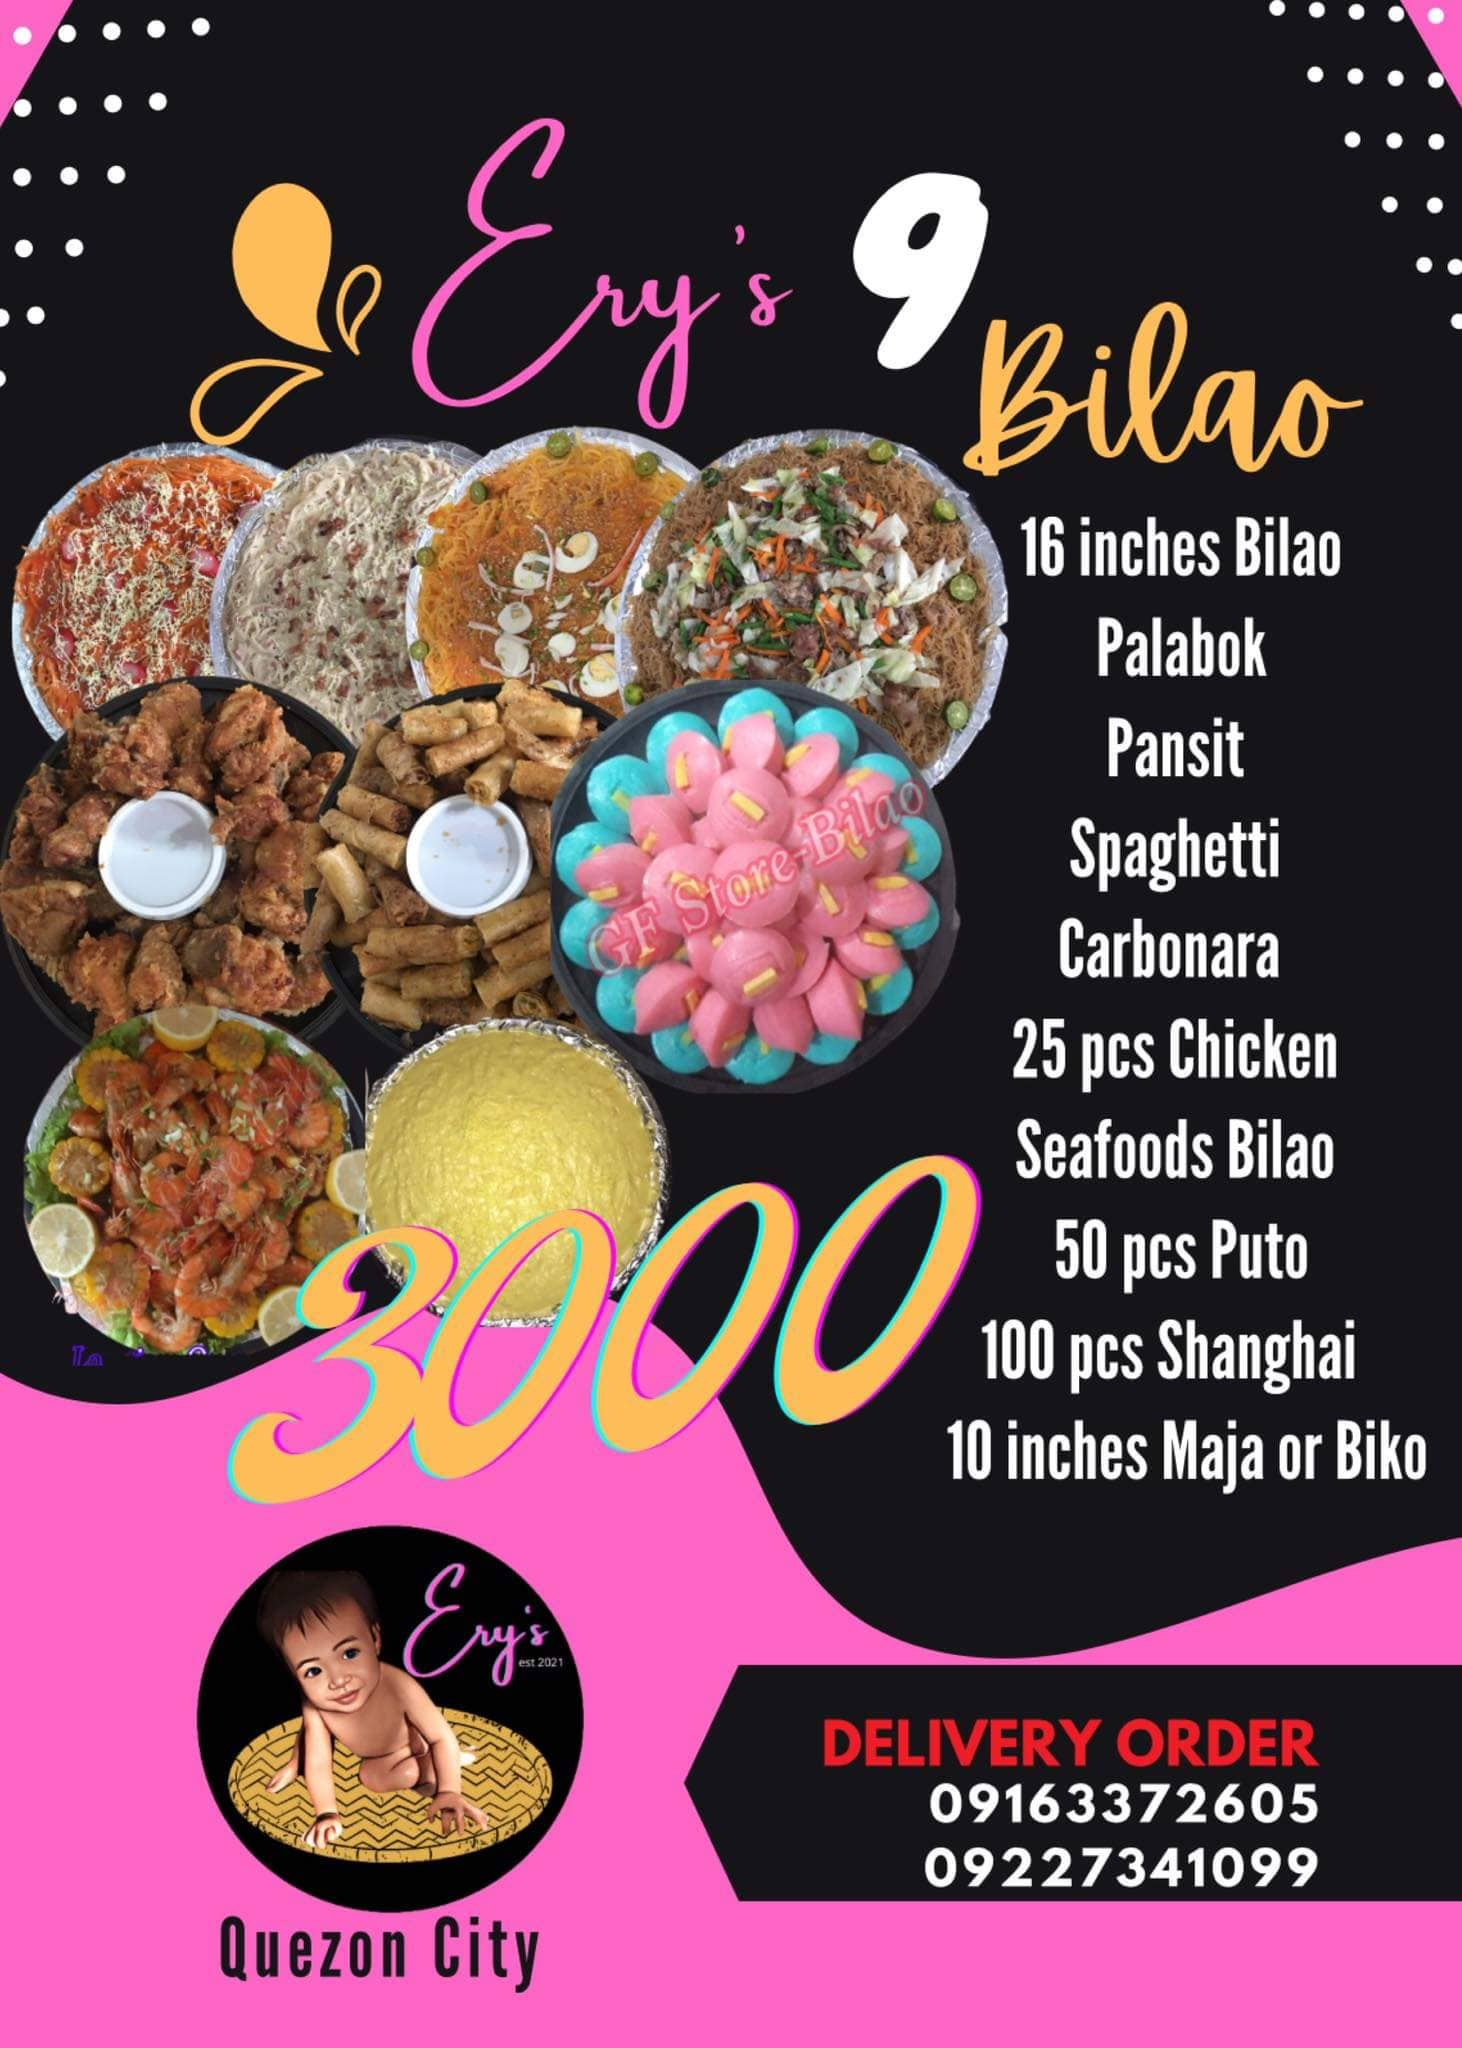 Ery's 9
Bilao
16 inches Bilao
Palabok
Pansit
Spaghetti
Carbonara
25 pcs Chicken
Seafoods Bilao
50 pcs Puto
100 pcs Shanghai
10 inches Maja or Biko
GF Store-Bilao
3000
Ery's
est 2021
Quezon City
DELIVERY ORDER
09163372605
09227341099